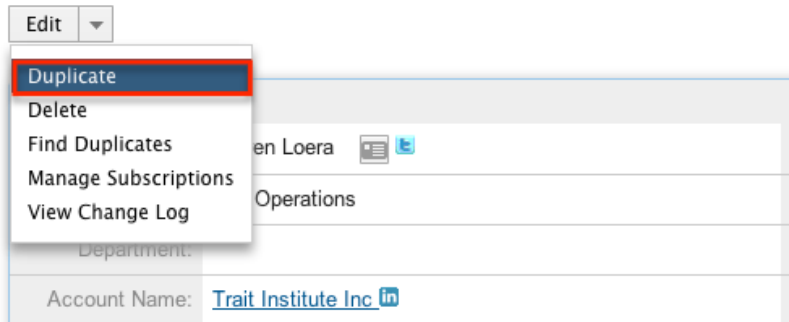 Edit
Duplicate
Delete
Find Duplicates
en Loera
Manage Subscriptions
Operations
View Change Log
Department:
Account Name: Trait Institute Inc in